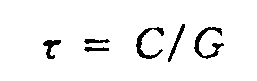 τ = C/G